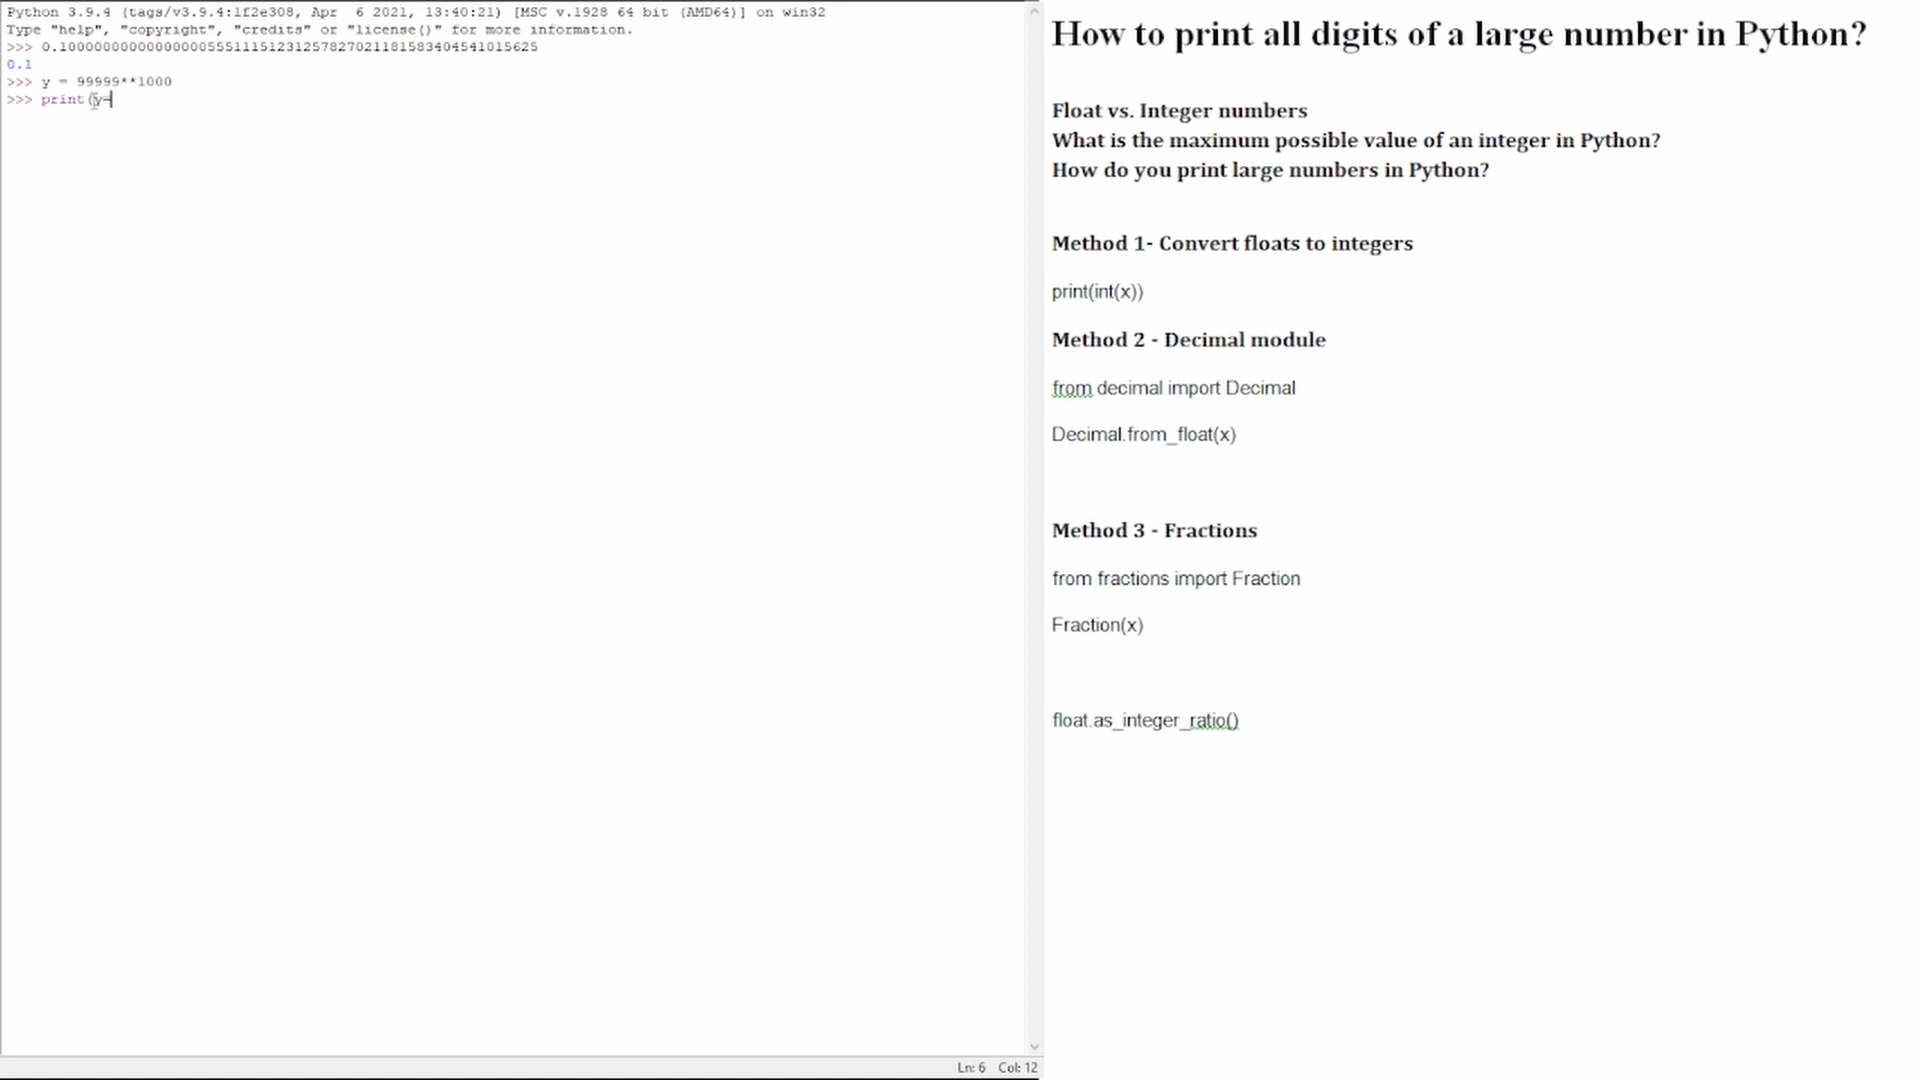 Python 3.9.4 (tags/v3.9.4:1f2e308, Apr  6 2021, 13:40:21) [MSC v.1928 64 bit (AMD64)] on win32
Type "help", "copyright", "credits" or "license()" for more information.
>>> 0.1000000000000000055511151231257827021181583404541015625
0.1
>>> y = 99999**1000
>>> print(y=
Ln: 6 Col: 12
How to print all digits of a large number in Python?
Float vs. Integer numbers
What is the maximum possible value of an integer in Python?
How do you print large numbers in Python?
Method 1- Convert floats to integers
print(int(x))
Method 2 - Decimal module
from decimal import Decimal
Decimal.from_float(x)
Method 3 - Fractions
from fractions import Fraction
Fraction(x)
float.as_integer_ratio()